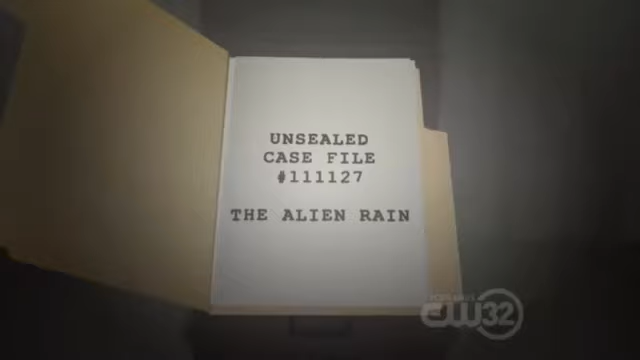 UNSEALED
CASE FILE
#111127
THE ALIEN RAIN
CW32